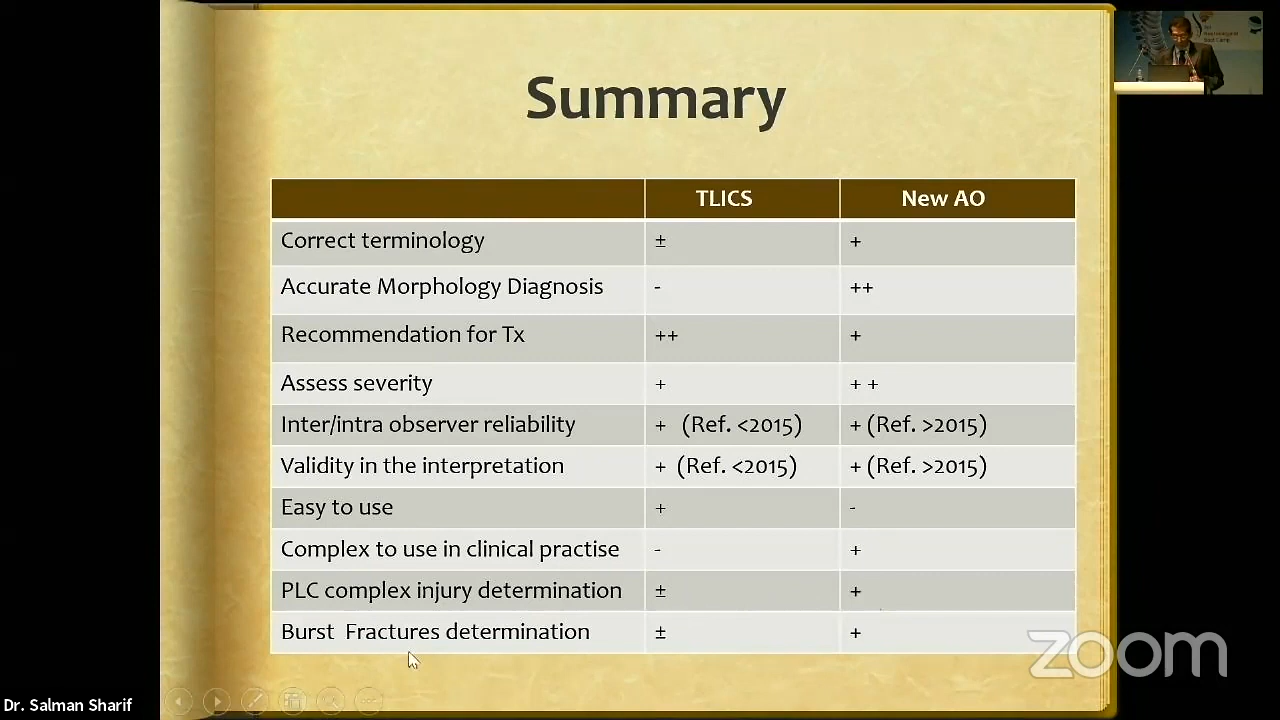 Summary
TLICS New AO
Correct terminology ± +
Accurate Morphology Diagnosis - ++
Recommendation for Tx ++ +
Assess severity + + +
Inter/intra observer reliability + (Ref. <2015) + (Ref. >2015)
Validity in the interpretation + (Ref. <2015) + (Ref. >2015)
Easy to use + -
Complex to use in clinical practise - +
PLC complex injury determination ± +
Burst Fractures determination ± +
zoom
Dr. Salman Sharif